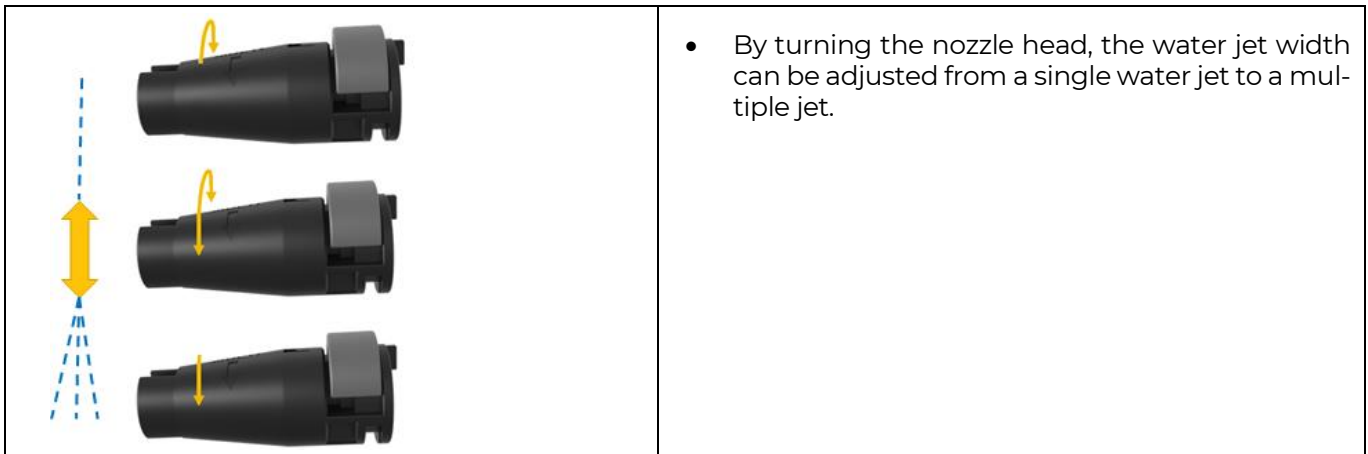 • By turning the nozzle head, the water jet width
can be adjusted from a single water jet to a mul-
tiple jet.